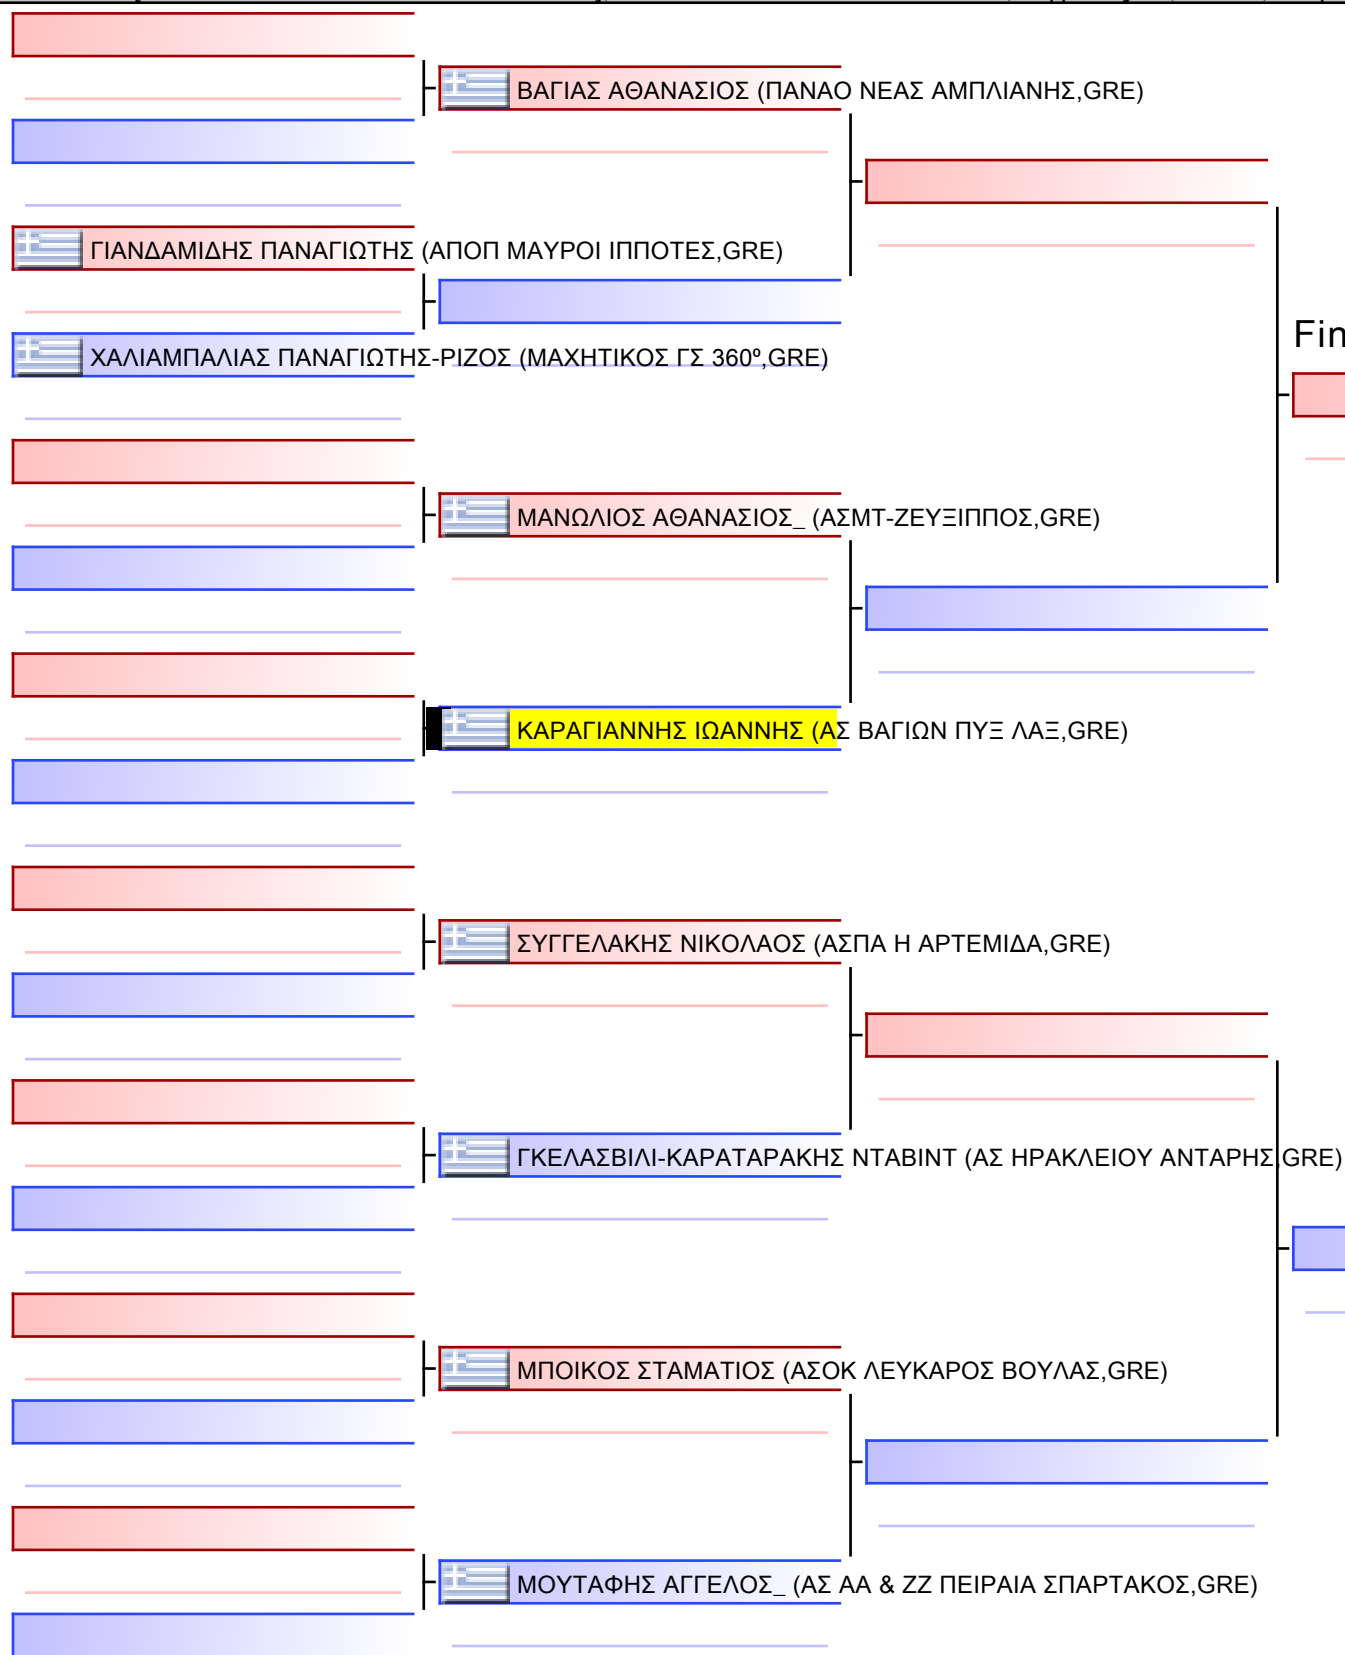 ΒΑΓΙΑΣ ΑΘΑΝΑΣΙΟΣ (ΠΑΝΑΟ ΝΕΑΣ ΑΜΠΛΙΑΝΗΣ,GRE)
ΓΙΑΝΔΑΜΙΔΗΣ ΠΑΝΑΓΙΩΤΗΣ (ΑΠΟΠ ΜΑΥΡΟΙ ΙΠΠΟΤΕΣ,GRE)
Fin
ΧΑΛΙΑΜΠΑΛΙΑΣ ΠΑΝΑΓΙΩΤΗΣ-ΡΙΖΟΣ (ΜΑΧΗΤΙΚΟΣ ΓΣ 360º,GRE)
ΜΑΝΩΛΙΟΣ ΑΘΑΝΑΣΙΟΣ_ (ΑΣΜΤ-ΖΕΥΞΙΠΠΟΣ,GRE)
ΚΑΡΑΓΙΑΝΝΗΣ ΙΩΑΝΝΗΣ (ΑΣ ΒΑΓΙΩΝ ΠΥΞ ΛΑΞ,GRE)
ΣΥΓΓΕΛΑΚΗΣ ΝΙΚΟΛΑΟΣ (ΑΣΠΑ Η ΑΡΤΕΜΙΔΑ,GRE)
ΓΚΕΛΑΣΒΙΛΙ-ΚΑΡΑΤΑΡΑΚΗΣ ΝΤΑΒΙΝΤ (ΑΣ ΗΡΑΚΛΕΙΟΥ ΑΝΤΑΡΗΣ,GRE)
ΜΠΟΙΚΟΣ ΣΤΑΜΑΤΙΟΣ (ΑΣΟΚ ΛΕΥΚΑΡΟΣ ΒΟΥΛΑΣ,GRE)
ΜΟΥΤΑΦΗΣ ΑΓΓΕΛΟΣ_ (ΑΣ ΑΑ & ΖΖ ΠΕΙΡΑΙΑ ΣΠΑΡΤΑΚΟΣ,GRE)